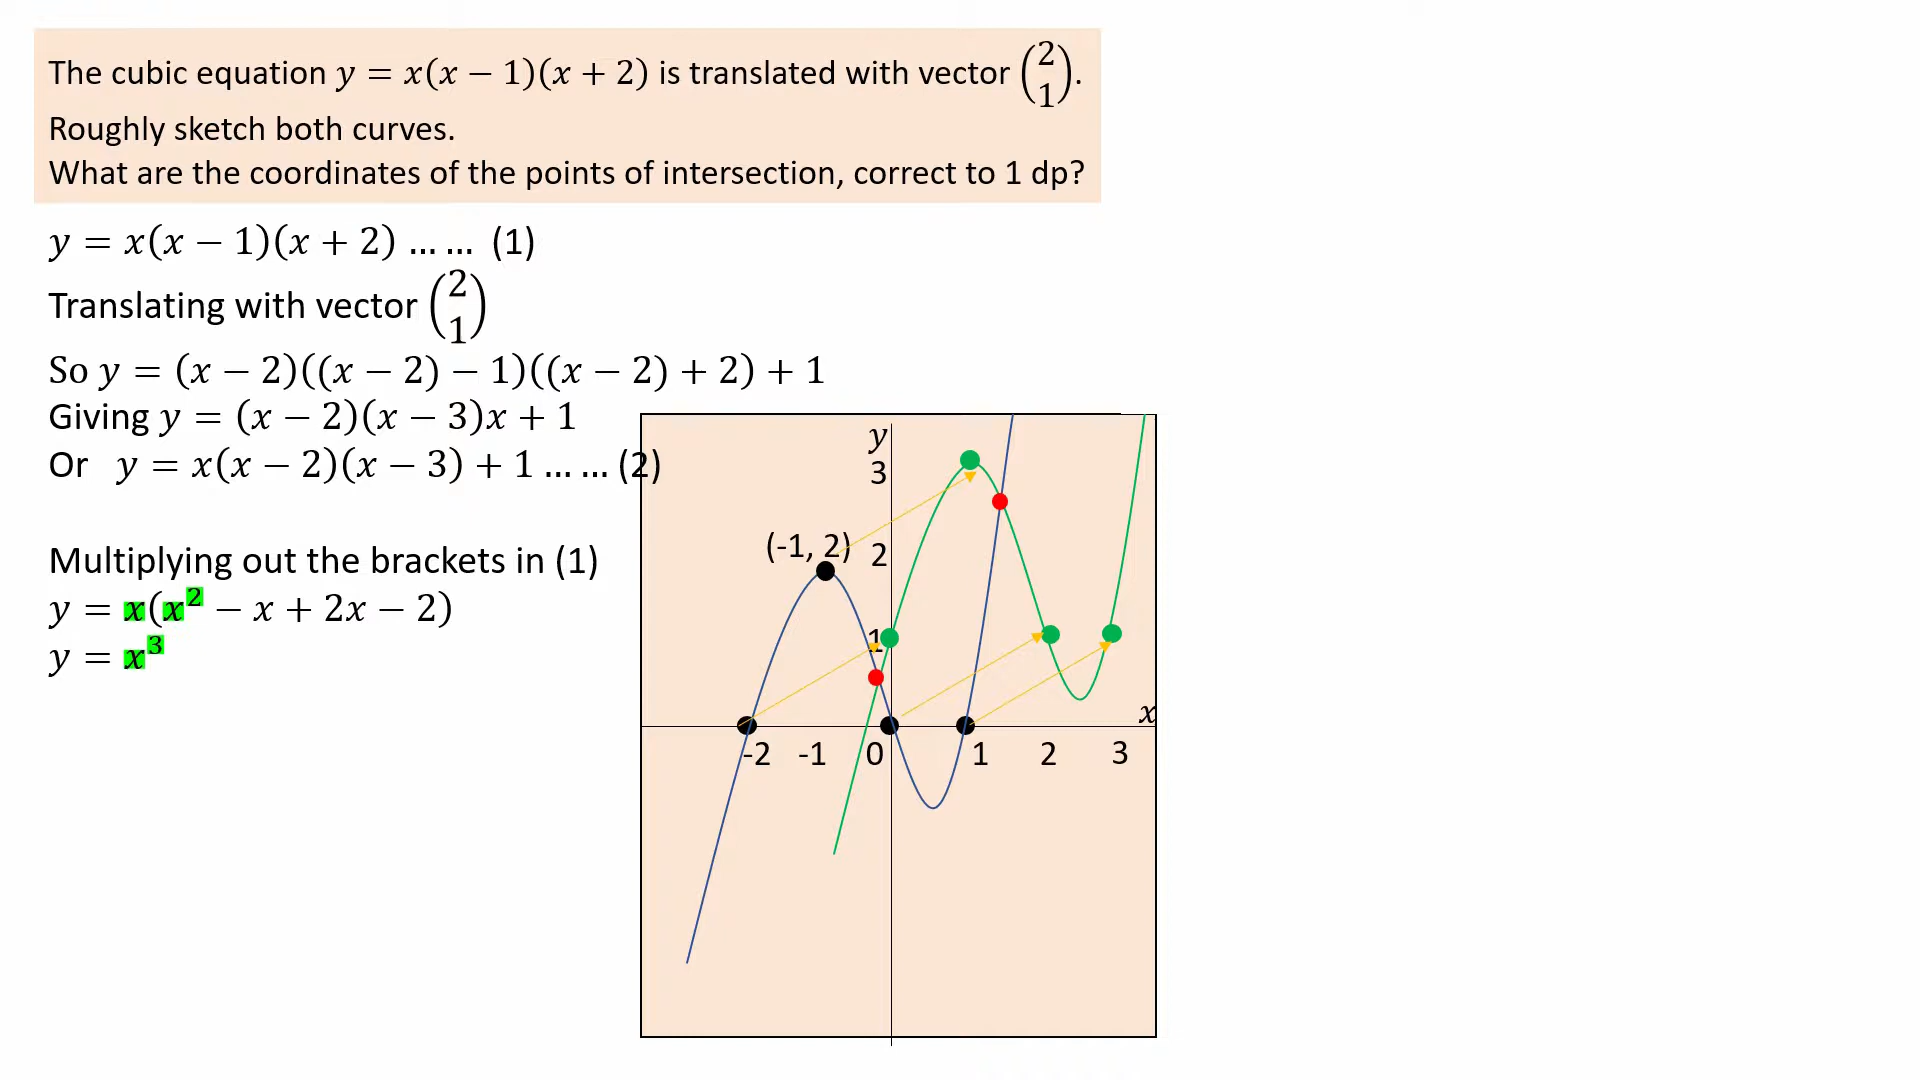 The cubic equation y = x(x − 1)(x + 2) is translated with vector (2 1).
Roughly sketch both curves.
What are the coordinates of the points of intersection, correct to 1 dp?
y = x(x − 1)(x + 2) … … (1)
Translating with vector (2 1)
So y = (x − 2)((x − 2) − 1)((x − 2) + 2) + 1
Giving y = (x − 2)(x − 3)x + 1
Or y = x(x − 2)(x − 3) + 1 … … (2)
Multiplying out the brackets in (1)
y = x(x² − x + 2x − 2)
y = x³
y
3
(-1, 2) 2
1
x
-2 -1 0 1 2 3